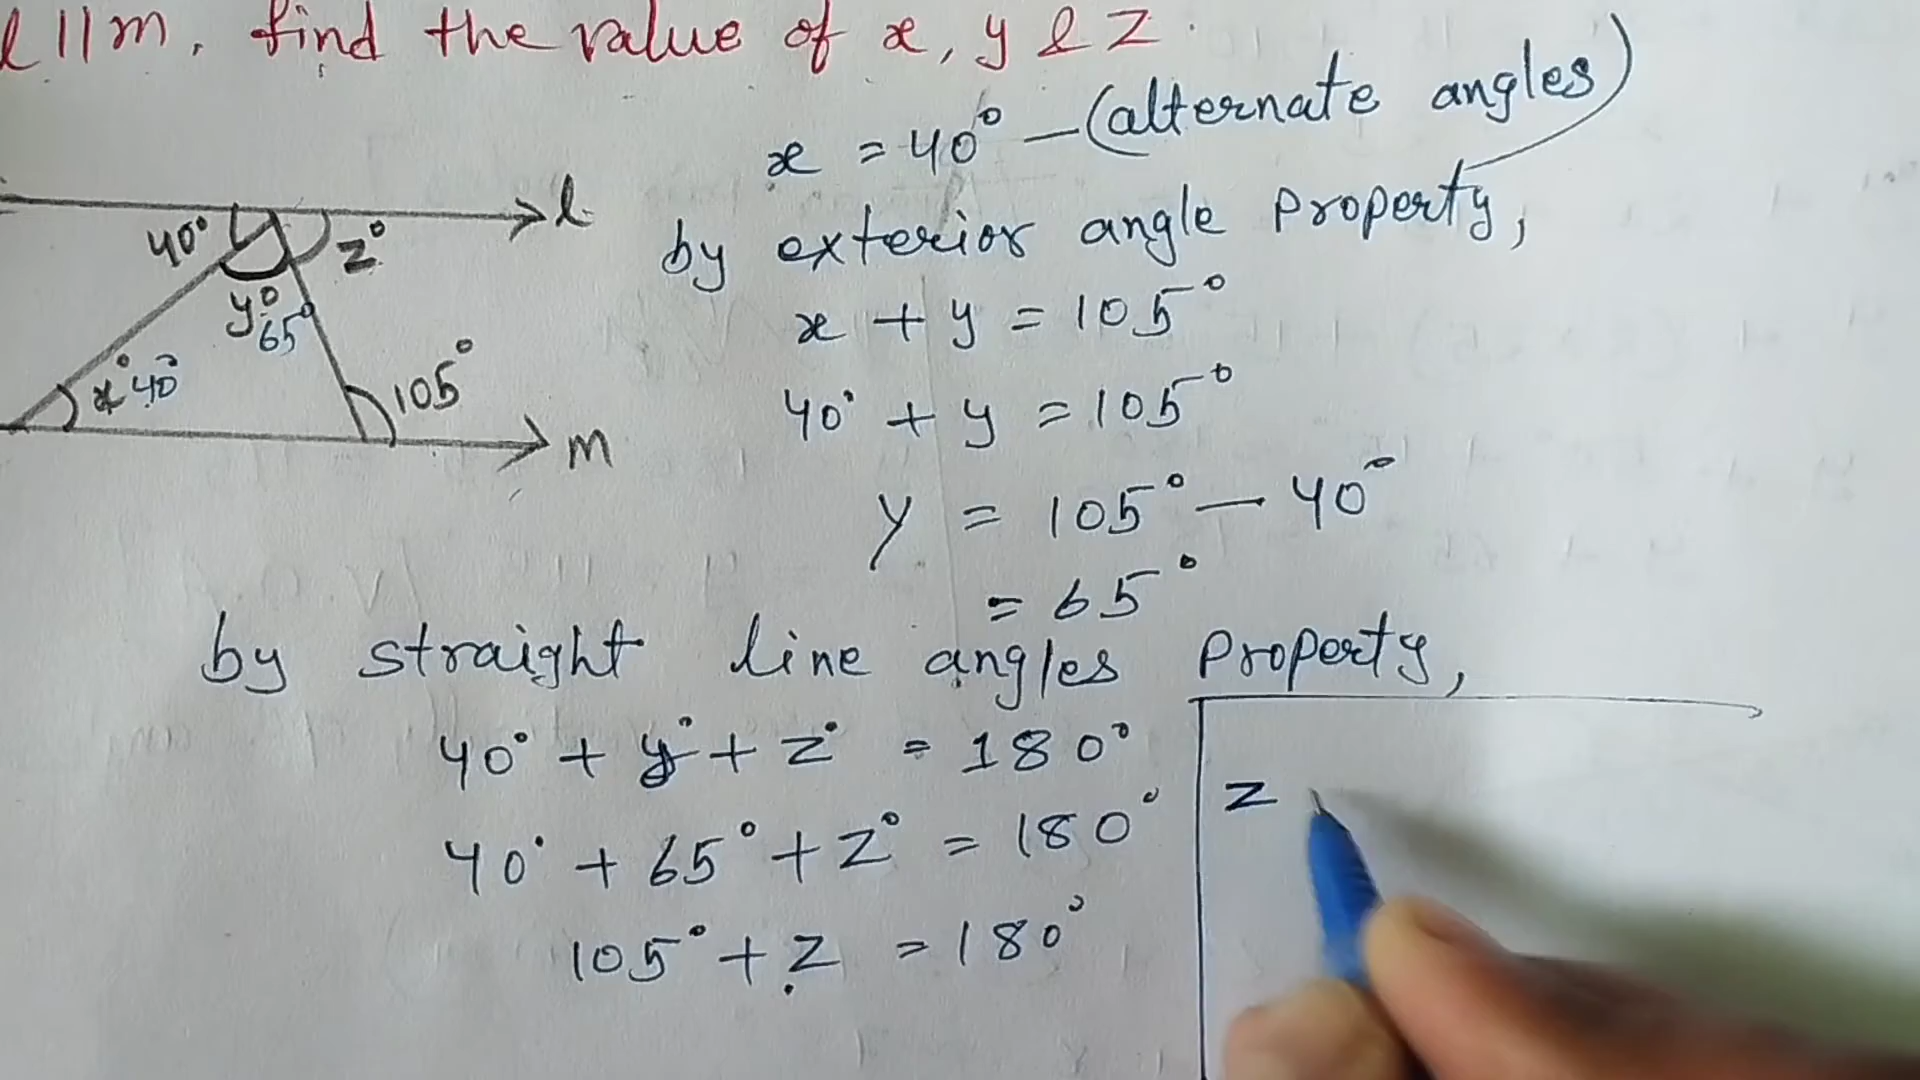 l || m, find the value of x, y & z.
x = 40° — (alternate angles)
by exterior angle property,
x + y = 105°
40° + y = 105°
y = 105° — 40°
= 65°
l
40°
z°
y°
65°
x° 40°
105°
m
by straight line angles property,
40° + y° + z° = 180°
40° + 65° + z° = 180°
105° + z = 180°
z